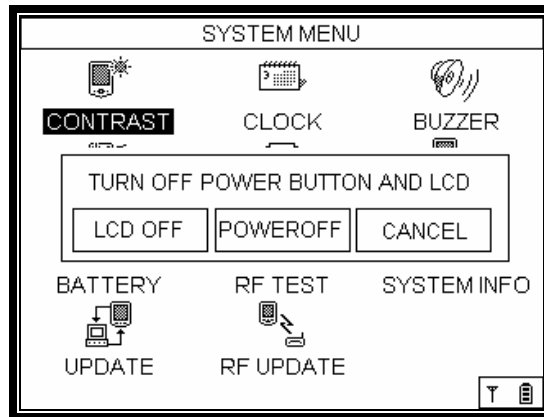 SYSTEM MENU
CONTRAST CLOCK BUZZER
TURN OFF POWER BUTTON AND LCD
LCD OFF POWEROFF CANCEL
BATTERY RF TEST SYSTEM INFO
UPDATE RF UPDATE